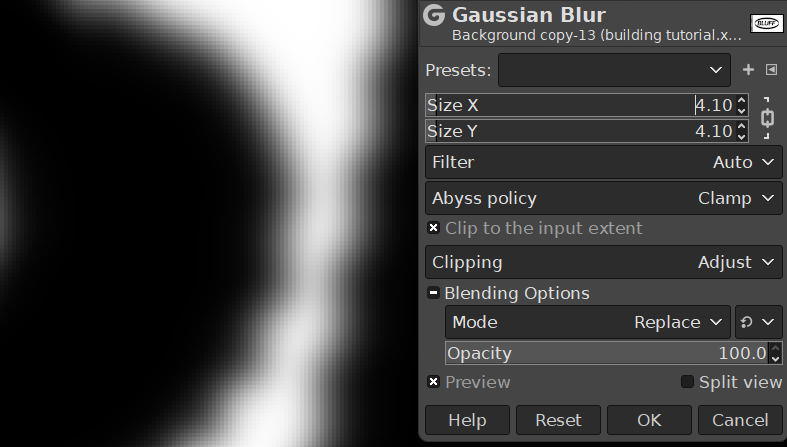 Gaussian Blur
Background copy-13 (building tutorial.x...
BLUFF
Presets:
Size X 4.10
Size Y 4.10
Filter Auto
Abyss policy Clamp
Clip to the input extent
Clipping Adjust
Blending Options
Mode Replace
Opacity 100.0
Preview Split view
Help Reset OK Cancel